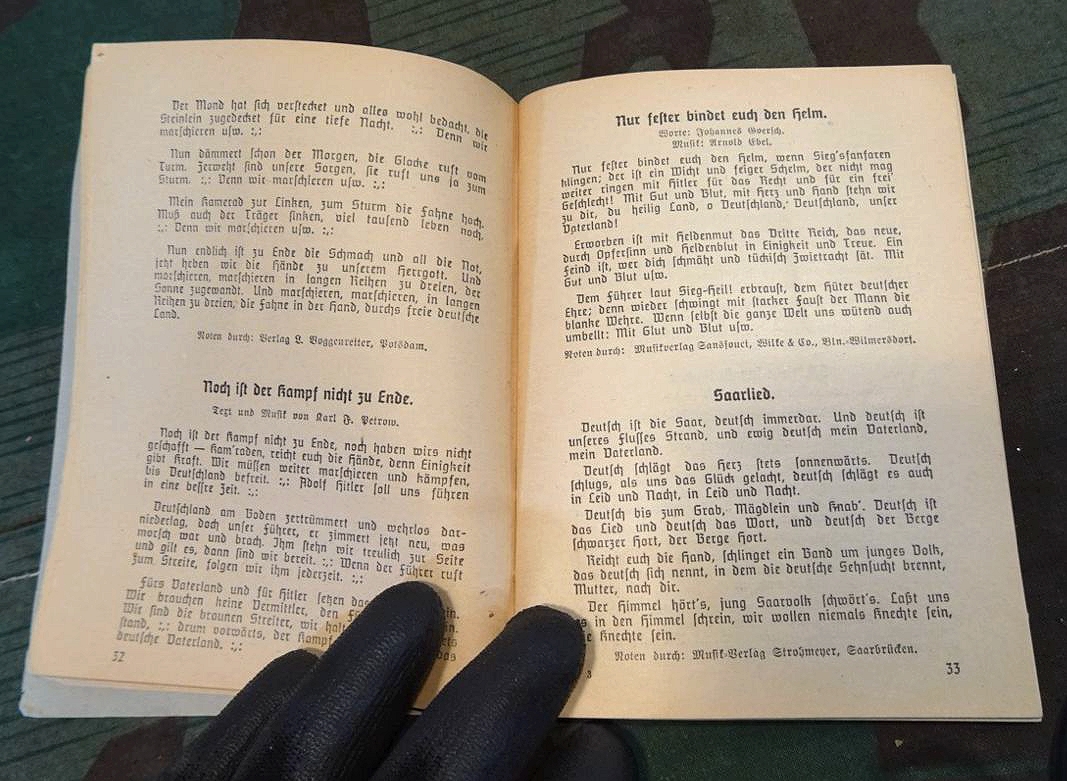 Der Mond hat sich verstecket und alles wohl bedacht, die
Steinlein zugedecket für eine tiefe Nacht. :,: Denn wir
marschieren usw. :,:
Nun dämmert schon der Morgen, die Glocke ruft vom
Turm. Zerweht sind unsere Sorgen, sie ruft uns ja zum
Sturm. :,: Denn wir marschieren usw. :,:
Mein Kamerad zur Linken, zum Sturm die Fahne hoch.
Muß auch der Träger sinken, viel tausend leben noch.
:,: Denn wir marschieren usw. :,:
Nun endlich ist zu Ende die Schmach und all die Not,
jetzt heben wir die Hände zu unserem Herrgott. Und
marschieren, marschieren in langen Reihen zu dreien, der
Sonne zugewandt. Und marschieren, marschieren, in langen
Reihen zu dreien, die Fahne in der Hand, durchs freie deutsche
Land.
Noten durch: Verlag L. Voggenreiter, Potsdam.
Noch ist der Kampf nicht zu Ende.
Text und Musik von Karl F. Petrow.
Noch ist der Kampf nicht zu Ende, noch haben wirs nicht
geschafft — Kam'raden, reicht euch die Hände, denn Einigkeit
gibt Kraft. Wir müssen weiter marschieren und kämpfen,
bis Deutschland befreit. :,: Adolf Hitler soll uns führen
in eine bessre Zeit. :,:
Deutschland am Boden zertrümmert und wehrlos dar-
niederlag, doch unser Führer, er zimmert jetzt neu, was
morsch war und brach. Ihm stehn wir treulich zur Seite
und gilt es, dann sind wir bereit. :,: Wenn der Führer ruft
zum Streite, folgen wir ihm jederzeit. :,:
Fürs Vaterland und für Hitler setzen das
Wir brauchen keine Vermittler, den
Wir sind die braunen Streiter, wir
stand, :,: drum vorwärts, der Kampf das
deutsche Vaterland. :,:
32
Nur fester bindet euch den Helm.
Worte: Johannes Goersch.
Musik: Arnold Ebel.
Nur fester bindet euch den Helm, wenn Sieg'sfanfaren
klingen; der ist ein Wicht und feiger Schelm, der nicht mag
weiter ringen mit Hitler für das Recht und für ein frei
Geschlecht! Mit Gut und Blut, mit Herz und Hand stehn wir
zu dir, du heilig Land, o Deutschland, Deutschland, unser
Vaterland!
Erworben ist mit Heldenmut das Dritte Reich, das neue,
durch Opfersinn und Heldenblut in Einigkeit und Treue. Ein
Feind ist, wer dich schmäht und tückisch Zwietracht sät. Mit
Gut und Blut usw.
Dem Führer laut Sieg-Heil! erbraust, dem Hüter deutscher
Ehre; denn wieder schwingt mit starker Faust der Mann die
blanke Wehre. Wenn selbst die ganze Welt uns wütend auch
umbellt: Mit Glut und Blut usw.
Noten durch: Musikverlag Sanssouci, Wilke & Co., Bln.-Wilmersdorf.
Saarlied.
Deutsch ist die Saar, deutsch immerdar. Und deutsch ist
unseres Flusses Strand, und ewig deutsch mein Vaterland,
mein Vaterland.
Deutsch schlägt das Herz stets sonnenwärts. Deutsch
schlugs, als uns das Glück gelacht, deutsch schlägt es auch
in Leid und Nacht, in Leid und Nacht.
Deutsch bis zum Grab, Mägdlein und Knab'. Deutsch ist
das Lied und deutsch das Wort, und deutsch der Berge
schwarzer Hort, der Berge Hort.
Reicht euch die Hand, schlinget ein Band um junges Volk,
das deutsch sich nennt, in dem die deutsche Sehnsucht brennt,
Mutter, nach dir.
Der Himmel hört's, jung Saarvolk schwört's. Laßt uns
es in den Himmel schrein, wir wollen niemals Knechte sein,
Knechte sein.
Noten durch: Musik-Verlag Strohmeyer, Saarbrücken.
3
33